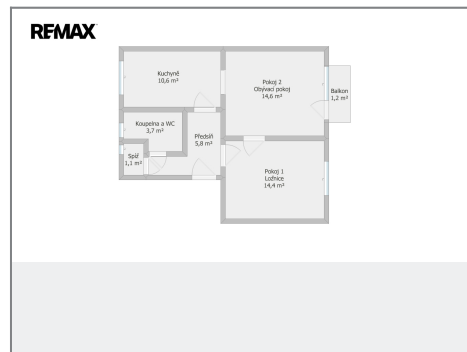 RE/MAX
Kuchyně
10,6 m²
Pokoj 2
Obývací pokoj
14,6 m²
Balkon
1,2 m²
Koupelna a WC
3,7 m²
Předsíň
5,8 m²
Spíž
1,1 m²
Pokoj 1
Ložnice
14,4 m²